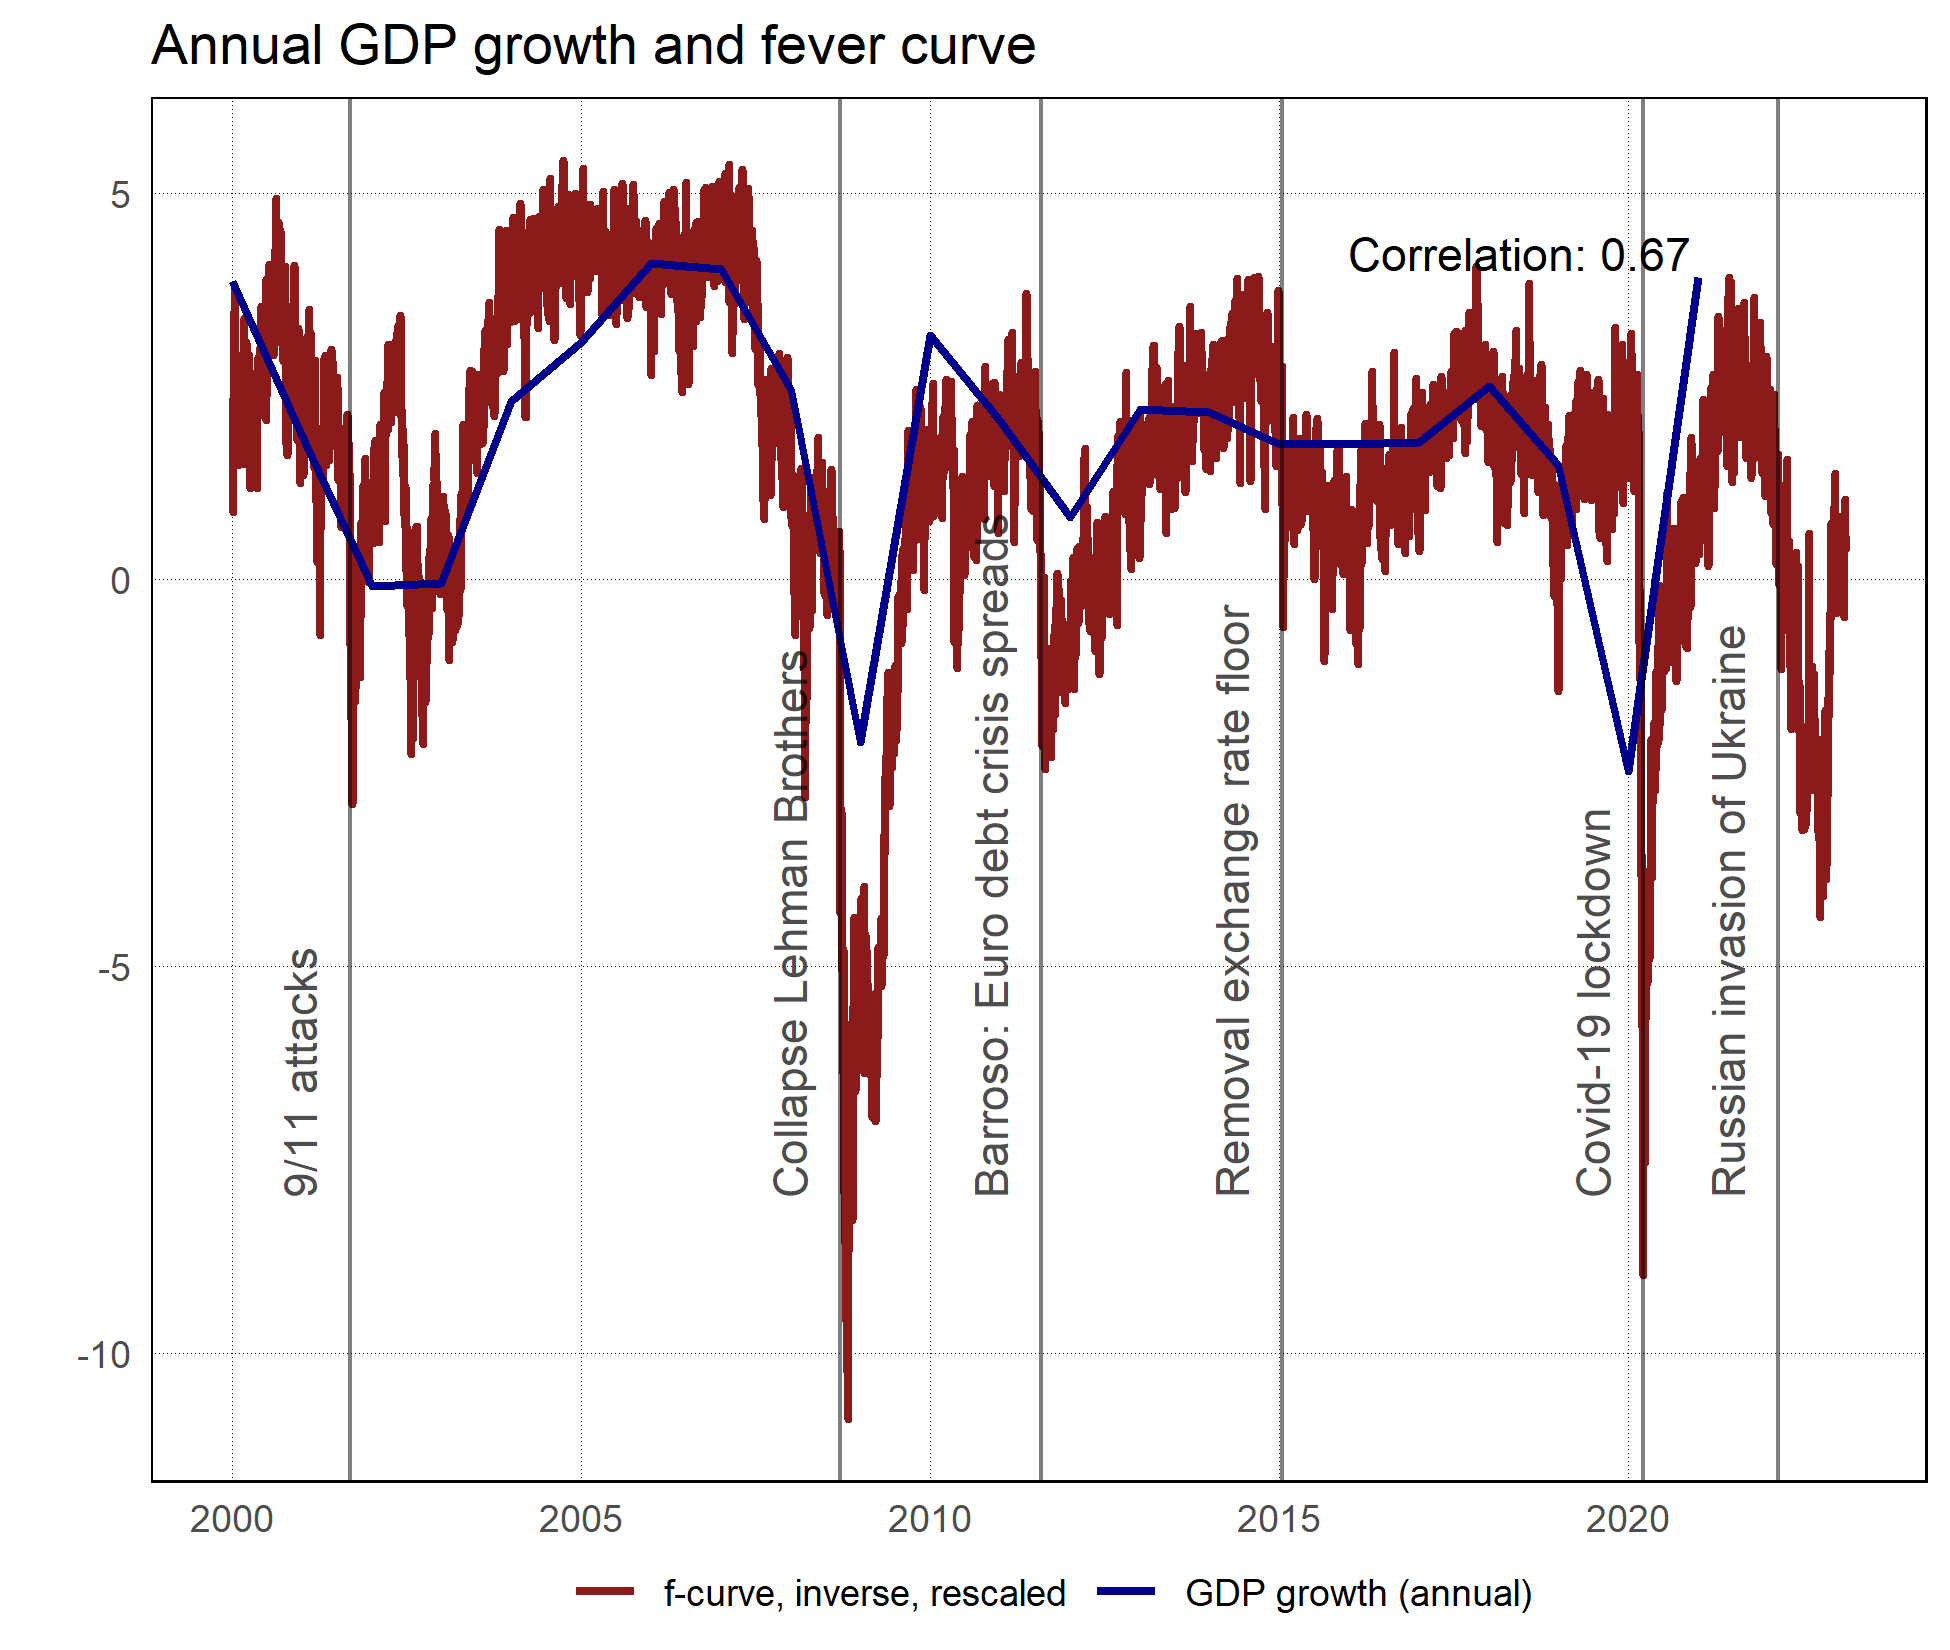 Annual GDP growth and fever curve
5
0
-5
-10
Correlation: 0.67
9/11 attacks
Collapse Lehman Brothers
Barroso: Euro debt crisis spreads
Removal exchange rate floor
Covid-19 lockdown
Russian invasion of Ukraine
2000 2005 2010 2015 2020
f-curve, inverse, rescaled GDP growth (annual)